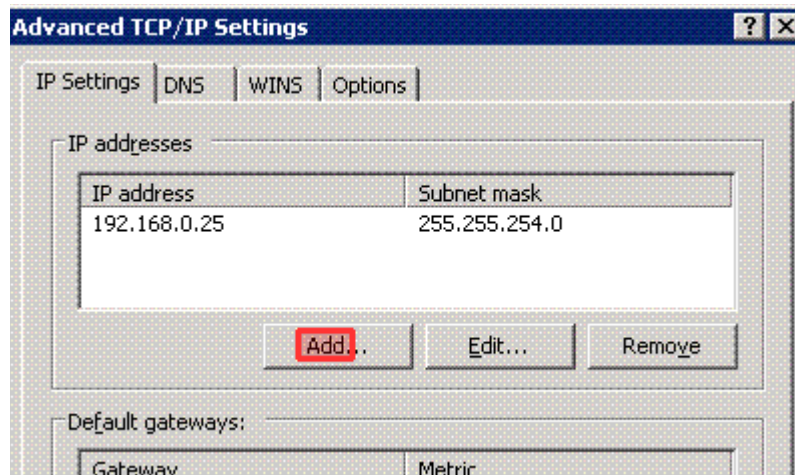 Advanced TCP/IP Settings
IP Settings DNS WINS Options
IP addresses
IP address Subnet mask
192.168.0.25 255.255.254.0
Add... Edit... Remove
Default gateways:
Gateway Metric